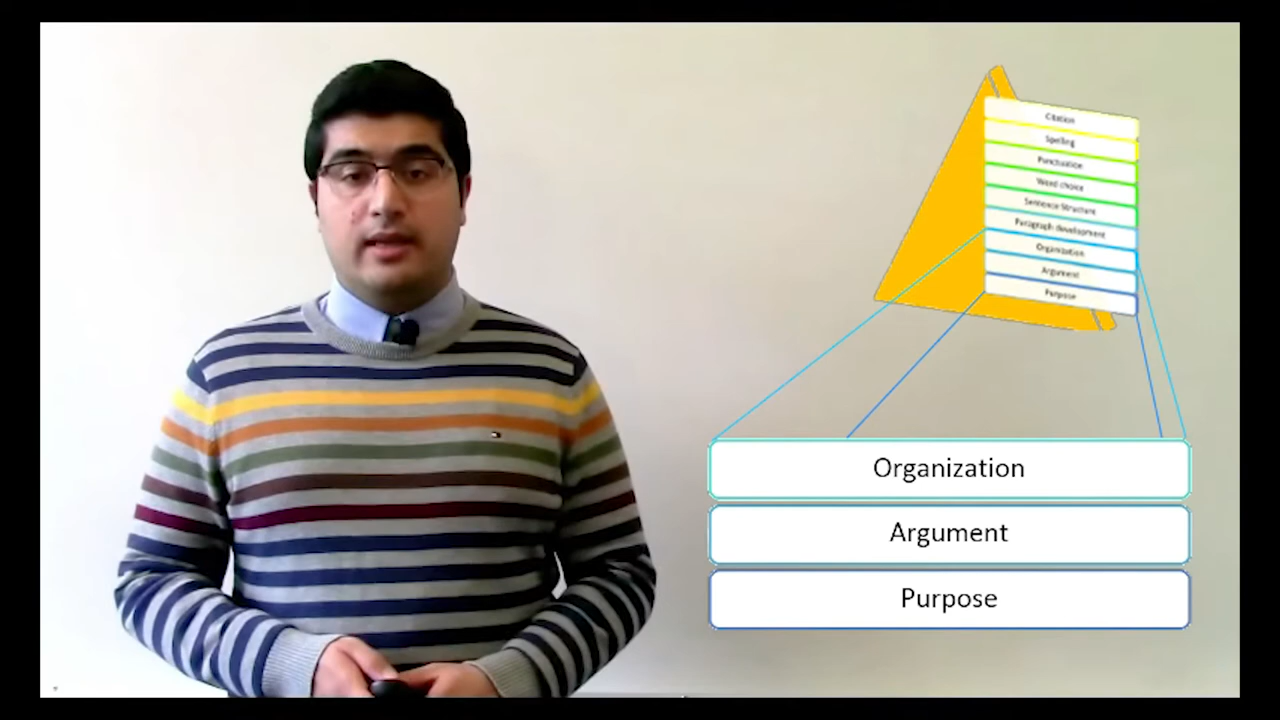 Citation
Spelling
Punctuation
Word choice
Sentence Structure
Paragraph development
Organization
Argument
Purpose
Organization
Argument
Purpose